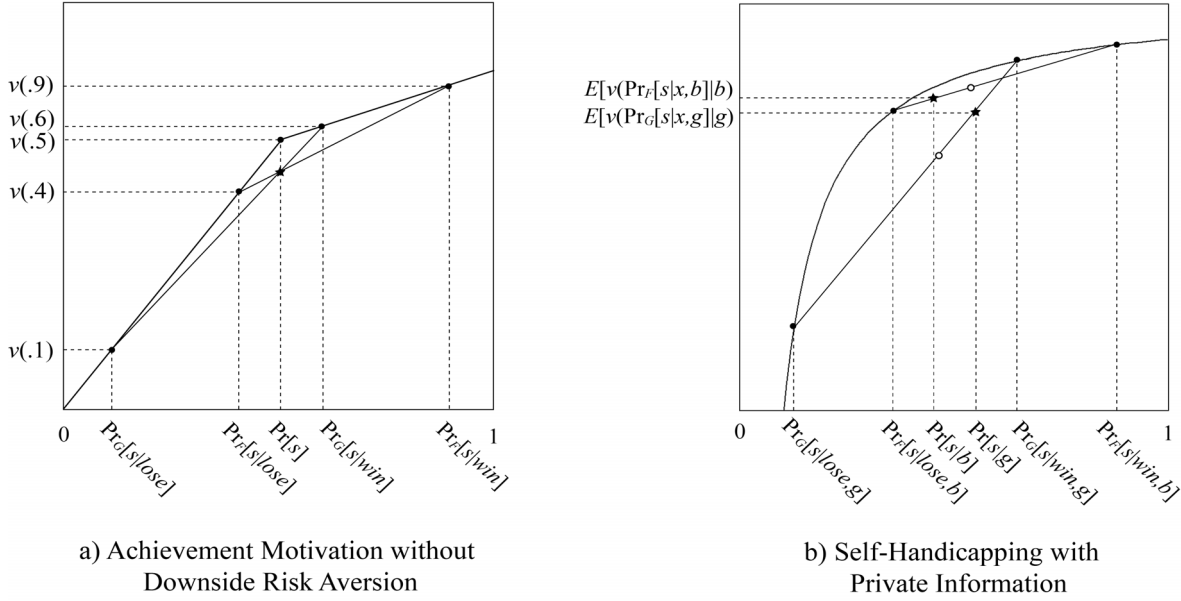 v(.9)
v(.6)
v(.5)
v(.4)
v(.1)
0
Pr_G[s|lose]
Pr_F[s|lose]
Pr[s]
Pr_G[s|win]
Pr_F[s|win]
1
a) Achievement Motivation without
Downside Risk Aversion
E[v(Pr_F[s|x,b]|b)
E[v(Pr_G[s|x,g]|g)
0
Pr_G[s|lose,g]
Pr_F[s|lose,b]
Pr[s|b]
Pr[s|g]
Pr_G[s|win,g]
Pr_F[s|win,b]
1
b) Self-Handicapping with
Private Information